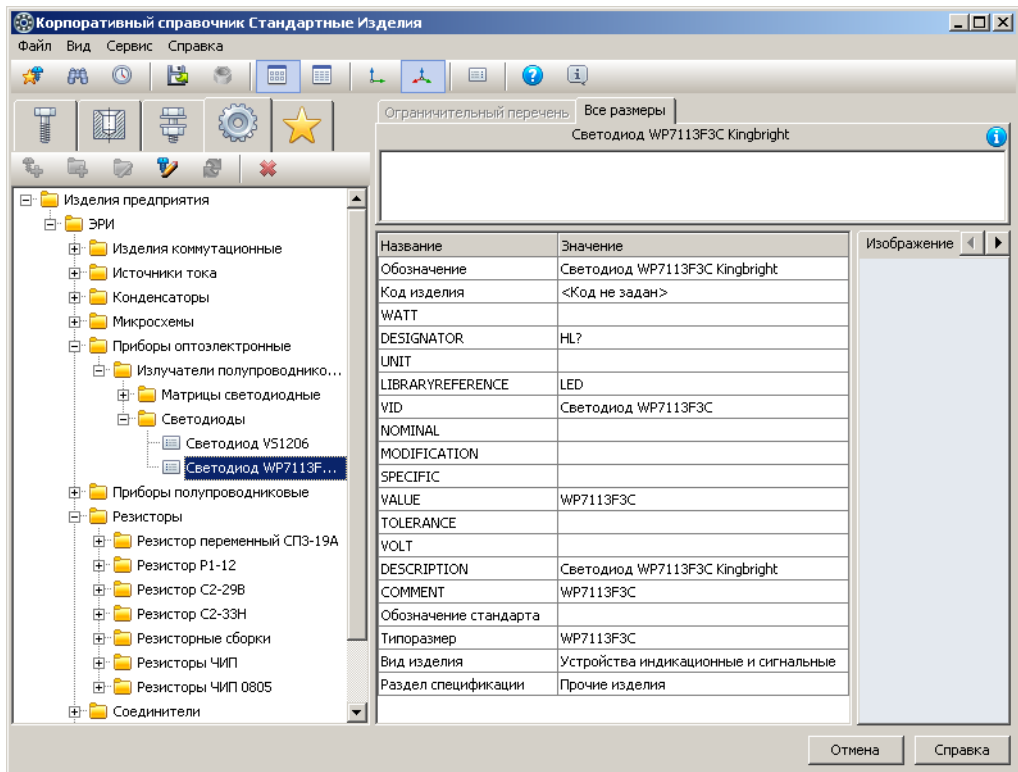 Корпоративный справочник Стандартные Изделия
Файл Вид Сервис Справка
Ограничительный перечень Все размеры
Светодиод WP7113F3C Kingbright
Изделия предприятия
ЭРИ
Изделия коммутационные
Источники тока
Конденсаторы
Микросхемы
Приборы оптоэлектронные
Излучатели полупроводнико...
Матрицы светодиодные
Светодиоды
Светодиод VS1206
Светодиод WP7113F...
Приборы полупроводниковые
Резисторы
Резистор переменный СП3-19А
Резистор Р1-12
Резистор С2-29В
Резистор С2-33Н
Резисторные сборки
Резисторы ЧИП
Резисторы ЧИП 0805
Соединители
Название Значение
Обозначение Светодиод WP7113F3C Kingbright
Код изделия <Код не задан>
WATT
DESIGNATOR HL?
UNIT
LIBRARYREFERENCE LED
VID Светодиод WP7113F3C
NOMINAL
MODIFICATION
SPECIFIC
VALUE WP7113F3C
TOLERANCE
VOLT
DESCRIPTION Светодиод WP7113F3C Kingbright
COMMENT WP7113F3C
Обозначение стандарта
Типоразмер WP7113F3C
Вид изделия Устройства индикационные и сигнальные
Раздел спецификации Прочие изделия
Изображение
Отмена Справка